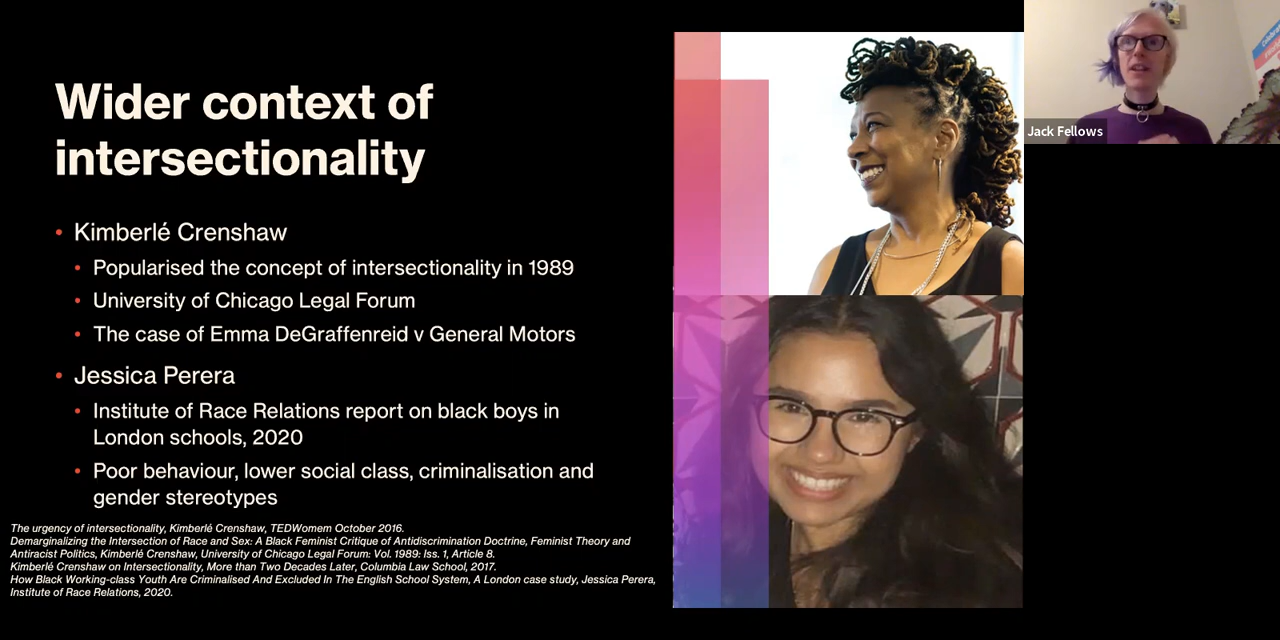 Wider context of
intersectionality
• Kimberlé Crenshaw
• Popularised the concept of intersectionality in 1989
• University of Chicago Legal Forum
• The case of Emma DeGraffenreid v General Motors
• Jessica Perera
• Institute of Race Relations report on black boys in
London schools, 2020
• Poor behaviour, lower social class, criminalisation and
gender stereotypes
The urgency of intersectionality, Kimberlé Crenshaw, TEDWomem October 2016.
Demarginalizing the Intersection of Race and Sex: A Black Feminist Critique of Antidiscrimination Doctrine, Feminist Theory and
Antiracist Politics, Kimberlé Crenshaw, University of Chicago Legal Forum: Vol. 1989: Iss. 1, Article 8.
Kimberlé Crenshaw on Intersectionality, More than Two Decades Later, Columbia Law School, 2017.
How Black Working-class Youth Are Criminalised And Excluded In The English School System, A London case study, Jessica Perera,
Institute of Race Relations, 2020.
Jack Fellows